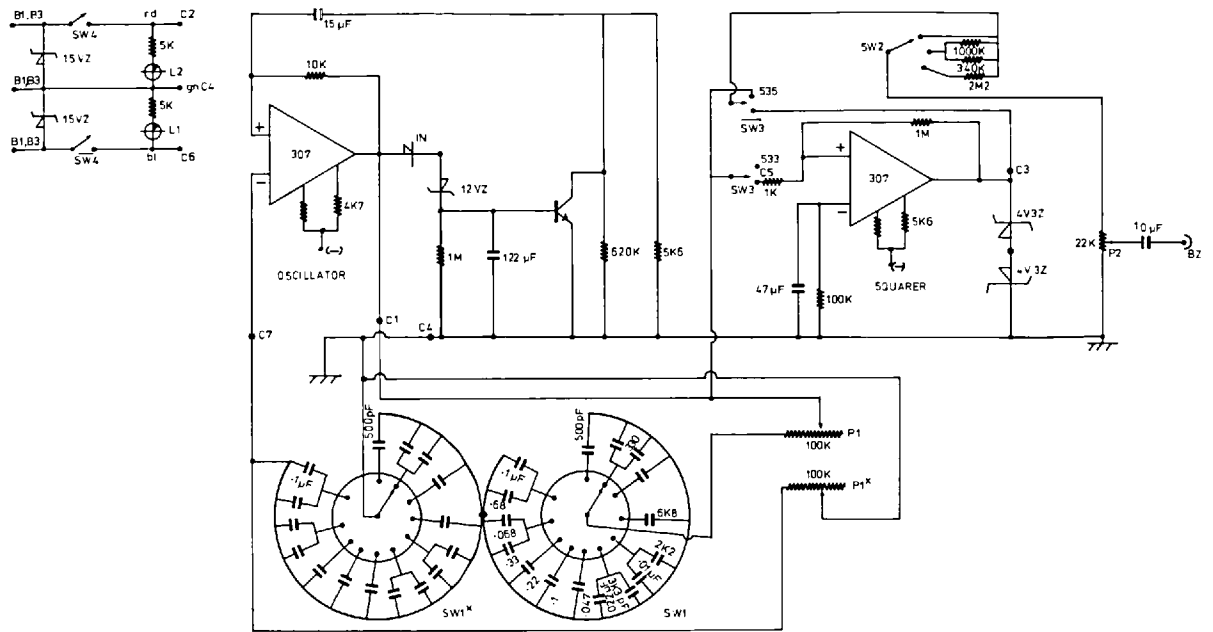 B1,B3
SW4
rd
C2
15VZ
5K
L2
B1,B3
gn C4
15VZ
5K
L1
B1,B3
SW4
bl
C6
15µF
10K
+
307
-
IN
12VZ
4K7
(-)
OSCILLATOR
1M
122µF
620K
5K6
C7
C1
C4
SW2
1000K
340K
2M2
535
SW3
533
C5
SW3
1K
1M
+
307
-
C3
5K6
(-)
SQUARER
47µF
100K
4V3Z
4V3Z
22K
P2
10µF
BZ
500pF
.1µF
SW1*
500pF
.1µF
.68
.068
.33
.22
.1
.047
2K2
6K8
SW1
P1
100K
100K
P1*